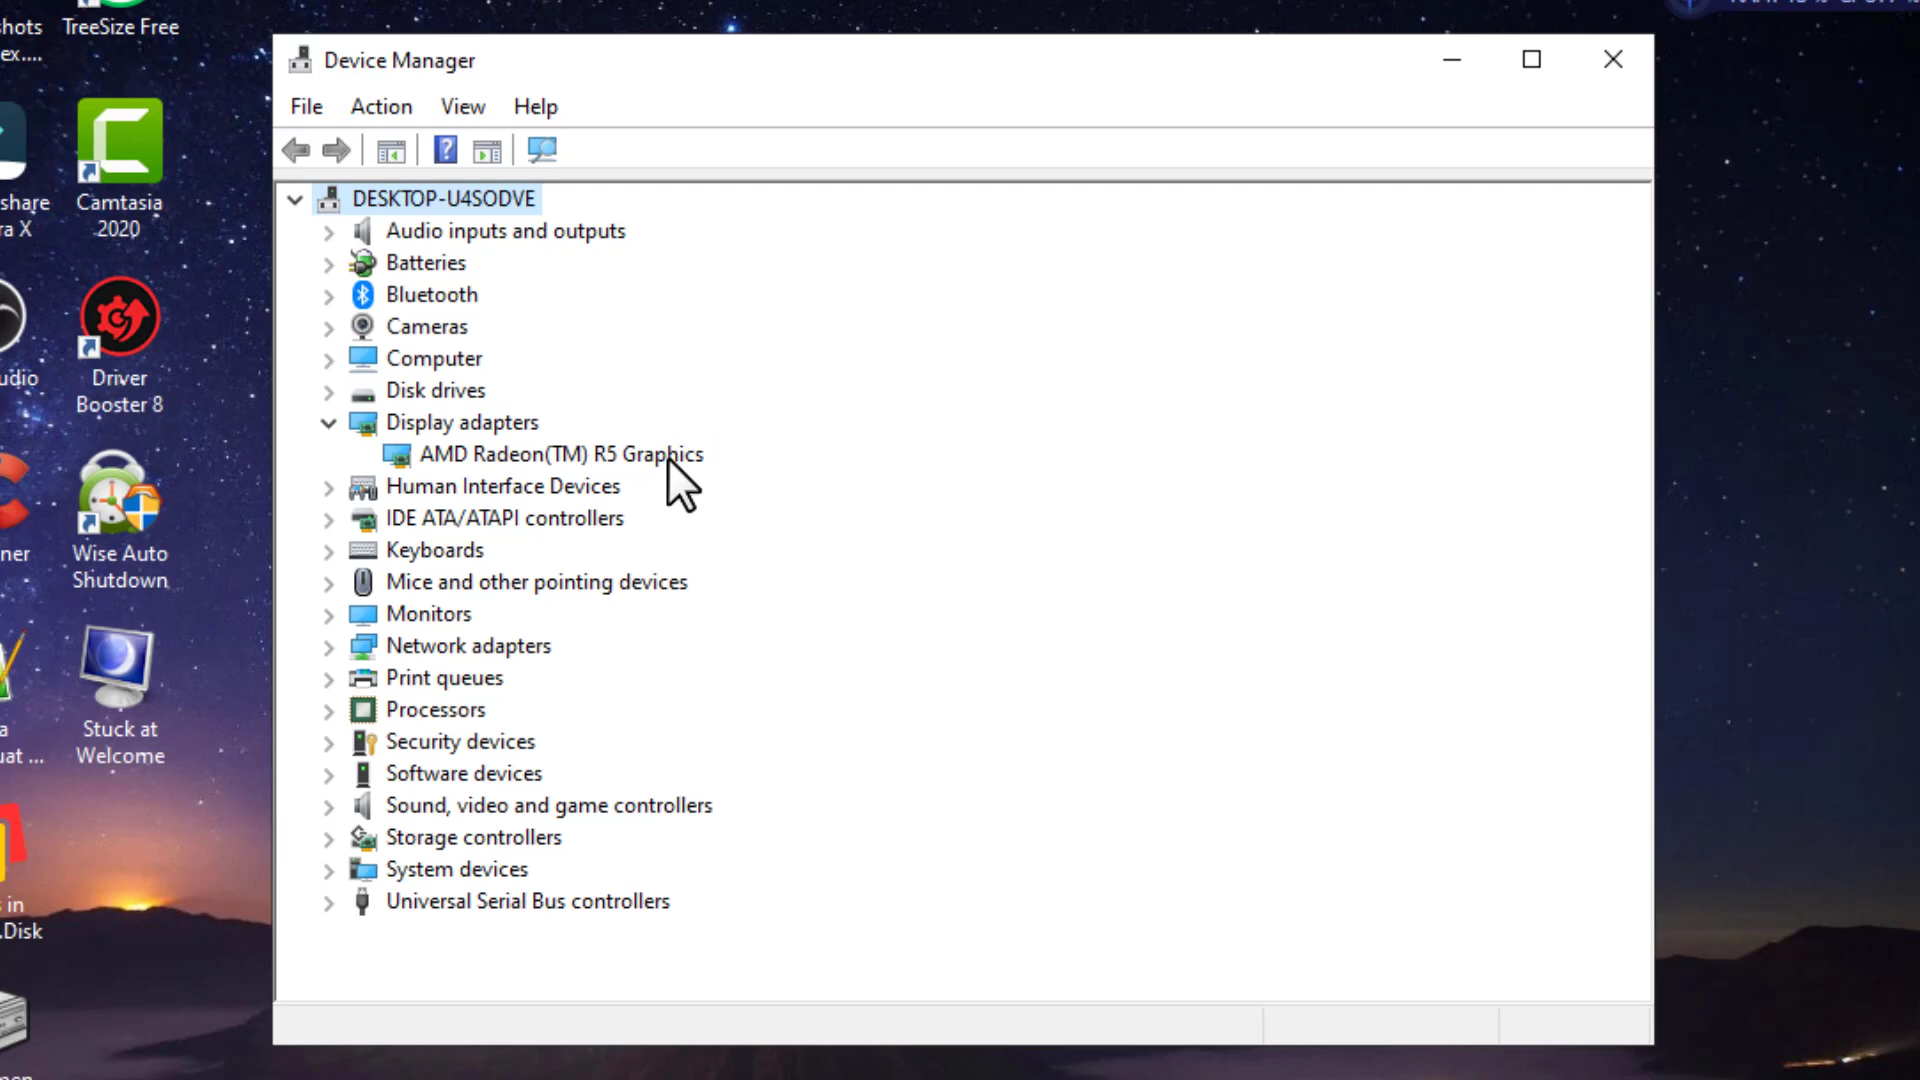 TreeSize Free
Camtasia
2020
Driver
Booster 8
Wise Auto
Shutdown
Stuck at
Welcome
hots
ex....
share
ra X
udio
ner
a
uat ...
s in
.Disk
Device Manager
File Action View Help
DESKTOP-U4SODVE
Audio inputs and outputs
Batteries
Bluetooth
Cameras
Computer
Disk drives
Display adapters
AMD Radeon(TM) R5 Graphics
Human Interface Devices
IDE ATA/ATAPI controllers
Keyboards
Mice and other pointing devices
Monitors
Network adapters
Print queues
Processors
Security devices
Software devices
Sound, video and game controllers
Storage controllers
System devices
Universal Serial Bus controllers